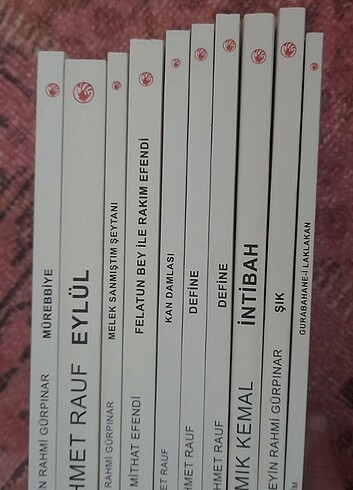 N RAHMİ GÜRPINAR MÜREBBİYE
HMET RAUF EYLÜL
RAHMİ GÜRPINAR MELEK SANMIŞTIM ŞEYTANI
MİTHAT EFENDİ FELATUN BEY İLE RAKIM EFENDİ
ET RAUF KAN DAMLASI
HMET RAUF DEFİNE
HMET RAUF DEFİNE
MIK KEMAL İNTİBAH
EYİN RAHMİ GÜRPINAR ŞIK
M GURABAHANE-İ LAKLAKAN